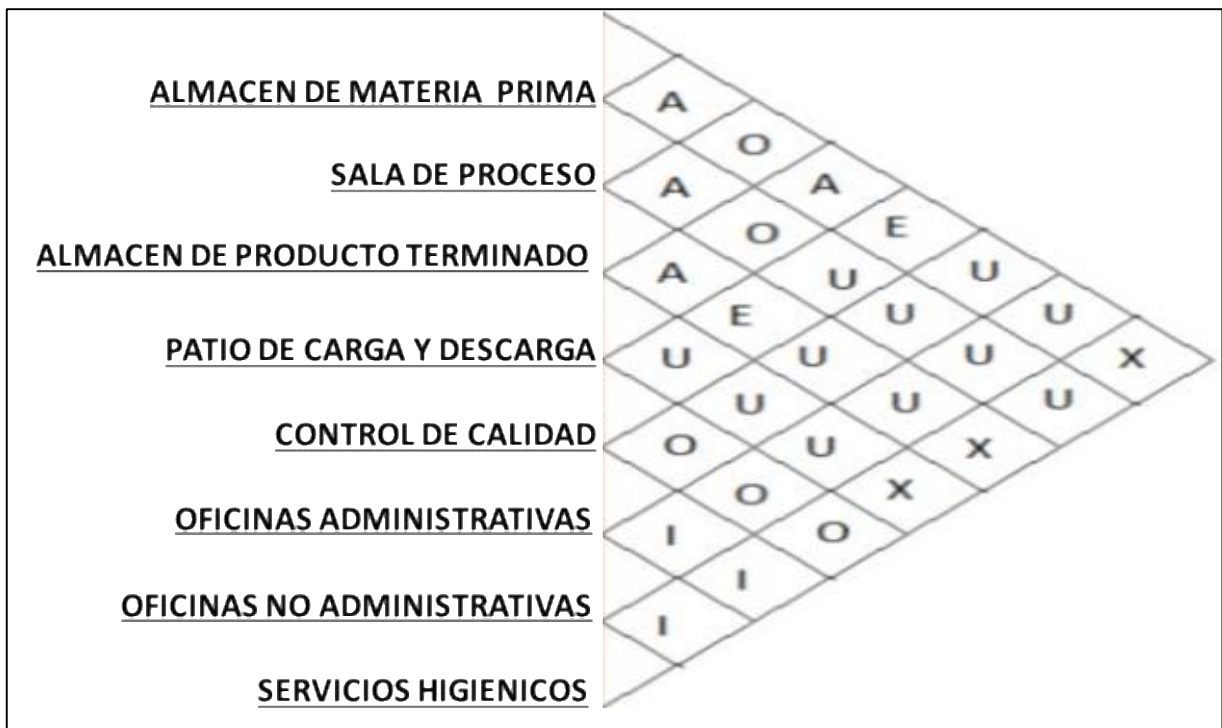 ALMACEN DE MATERIA PRIMA
A
O
SALA DE PROCESO
A
A
O
E
ALMACEN DE PRODUCTO TERMINADO
A
U
U
E
U
U
PATIO DE CARGA Y DESCARGA
U
U
U
X
U
U
U
CONTROL DE CALIDAD
O
U
X
O
X
OFICINAS ADMINISTRATIVAS
I
O
I
OFICINAS NO ADMINISTRATIVAS
I
SERVICIOS HIGIENICOS